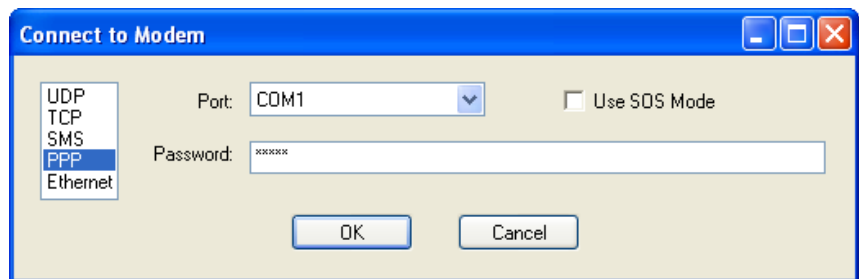 Connect to Modem
UDP
TCP
SMS
PPP
Ethernet
Port: COM1
Use SOS Mode
Password: *****
OK Cancel